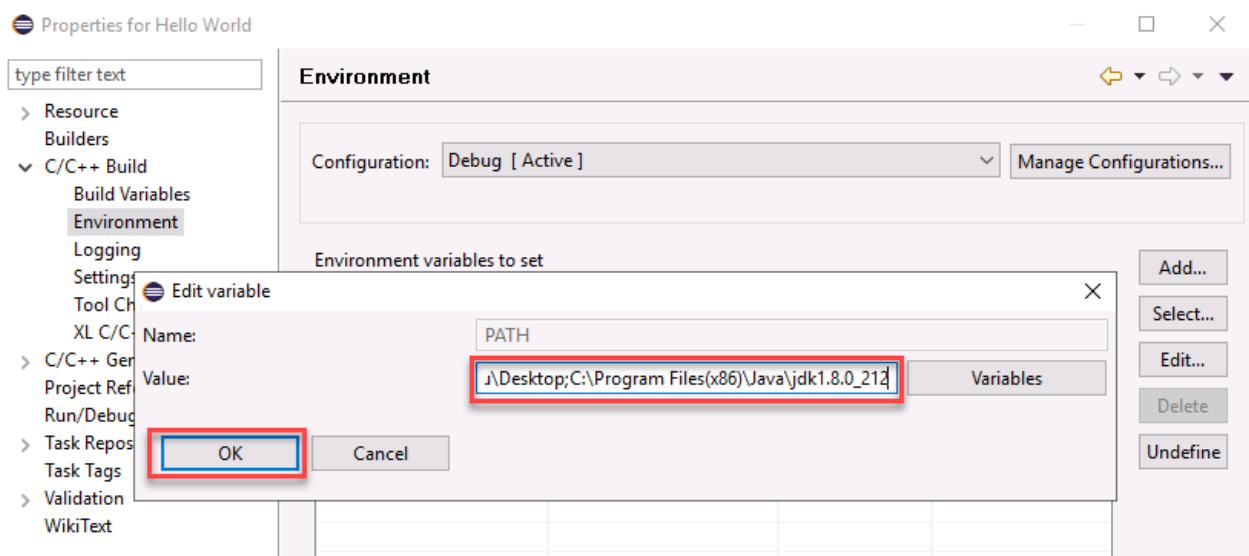 Properties for Hello World
type filter text
Environment
Resource
Builders
C/C++ Build
Build Variables
Environment
Logging
Settings
Tool Ch
XL C/C-
C/C++ Ger
Project Ref
Run/Debug
Task Repos
Task Tags
Validation
WikiText
Configuration:
Debug [ Active ]
Manage Configurations...
Environment variables to set
Add...
Select...
Edit...
Delete
Undefine
Edit variable
Name:
PATH
Value:
\Desktop;C:\Program Files(x86)\Java\jdk1.8.0_212
Variables
OK
Cancel